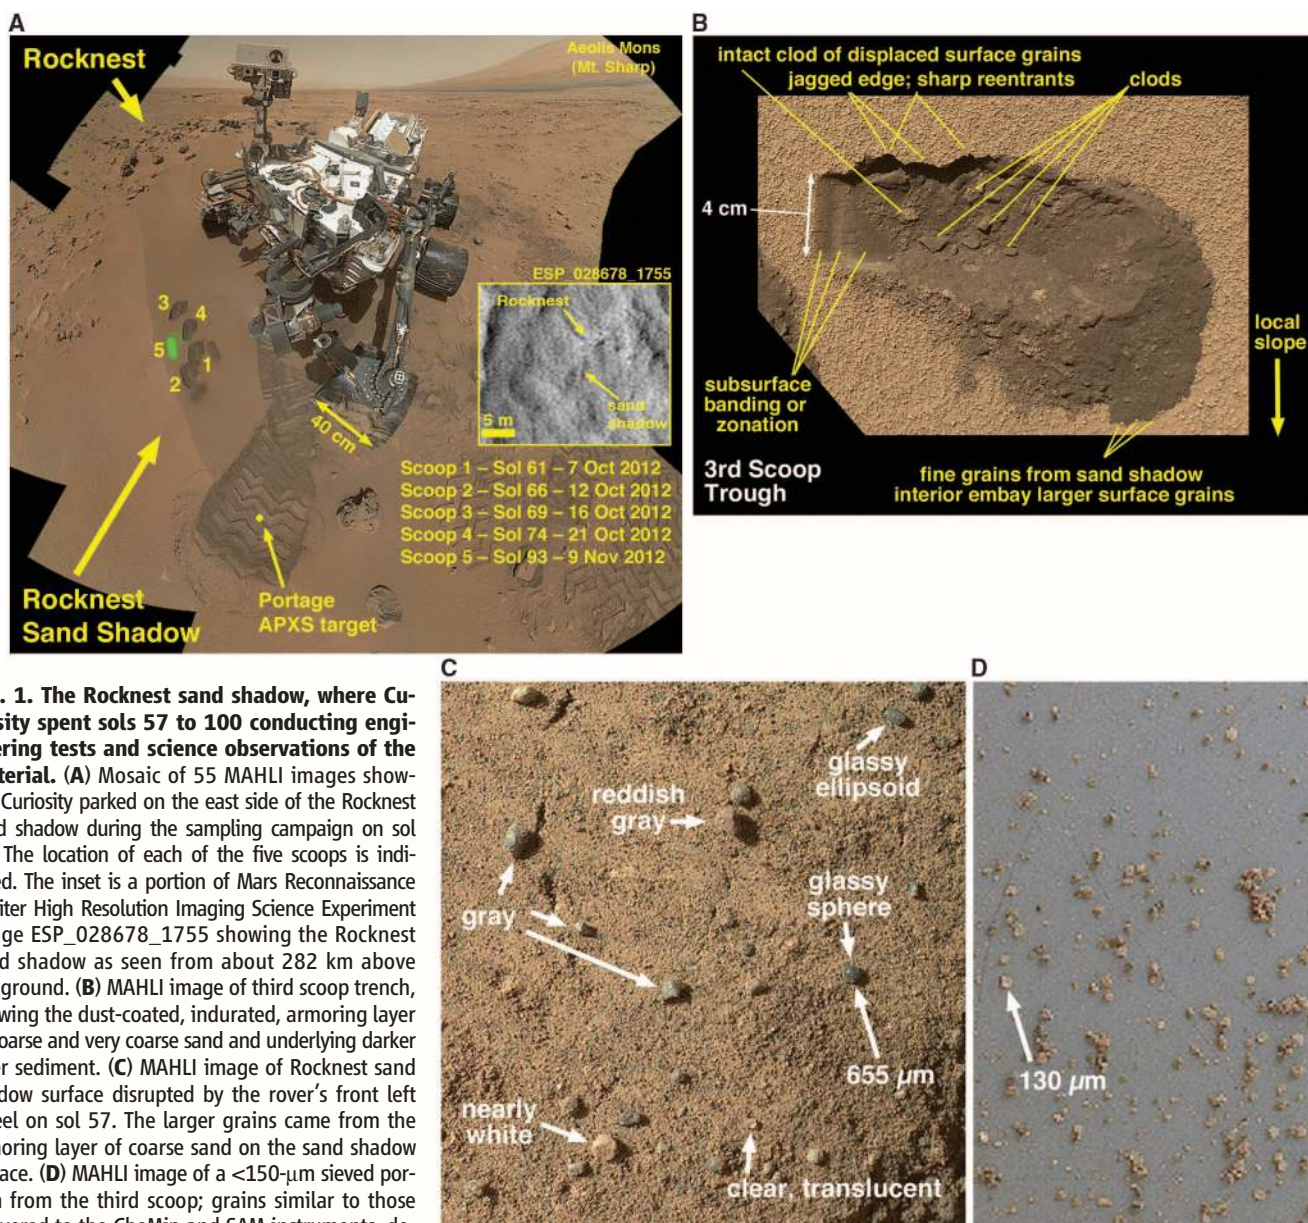 A
Rocknest
Aeolis Mons
(Mt. Sharp)
3
4
5
1
2
40 cm
ESP_028678_1755
Rocknest
sand
shadow
5 m
Scoop 1 – Sol 61 – 7 Oct 2012
Scoop 2 – Sol 66 – 12 Oct 2012
Scoop 3 – Sol 69 – 16 Oct 2012
Scoop 4 – Sol 74 – 21 Oct 2012
Scoop 5 – Sol 93 – 9 Nov 2012
Rocknest
Sand Shadow
Portage
APXS target
B
intact clod of displaced surface grains
jagged edge; sharp reentrants
clods
4 cm
local
slope
subsurface
banding or
zonation
3rd Scoop
Trough
fine grains from sand shadow
interior embay larger surface grains
. 1. The Rocknest sand shadow, where Cu-
sity spent sols 57 to 100 conducting engi-
ering tests and science observations of the
terial. (A) Mosaic of 55 MAHLI images show-
Curiosity parked on the east side of the Rocknest
d shadow during the sampling campaign on sol
The location of each of the five scoops is indi-
ed. The inset is a portion of Mars Reconnaissance
iter High Resolution Imaging Science Experiment
ge ESP_028678_1755 showing the Rocknest
d shadow as seen from about 282 km above
ground. (B) MAHLI image of third scoop trench,
wing the dust-coated, indurated, armoring layer
oarse and very coarse sand and underlying darker
er sediment. (C) MAHLI image of Rocknest sand
dow surface disrupted by the rover's front left
eel on sol 57. The larger grains came from the
noring layer of coarse sand on the sand shadow
ace. (D) MAHLI image of a <150-μm sieved por-
from the third scoop; grains similar to those
C
glassy
ellipsoid
reddish
gray
glassy
sphere
gray
655 μm
nearly
white
clear, translucent
D
130 μm